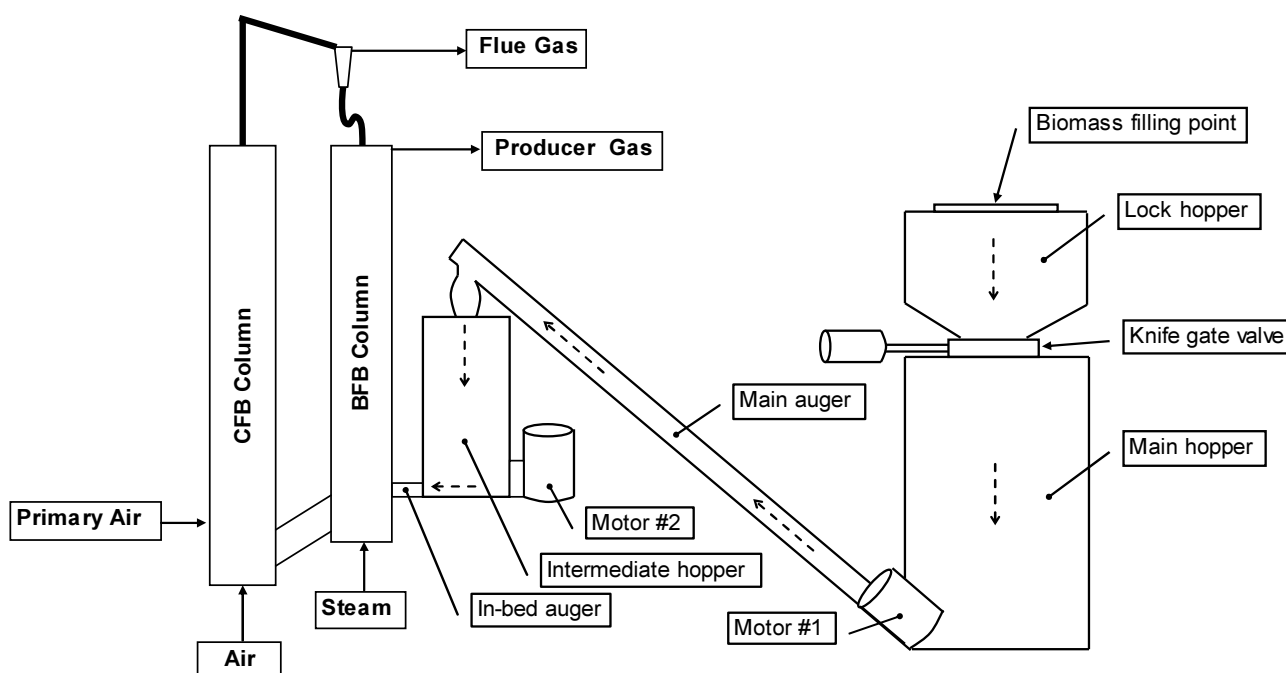 Flue Gas
Producer Gas
Biomass filling point
Lock hopper
Knife gate valve
Main auger
Main hopper
CFB Column
BFB Column
Primary Air
Motor #2
Intermediate hopper
Steam
In-bed auger
Motor #1
Air